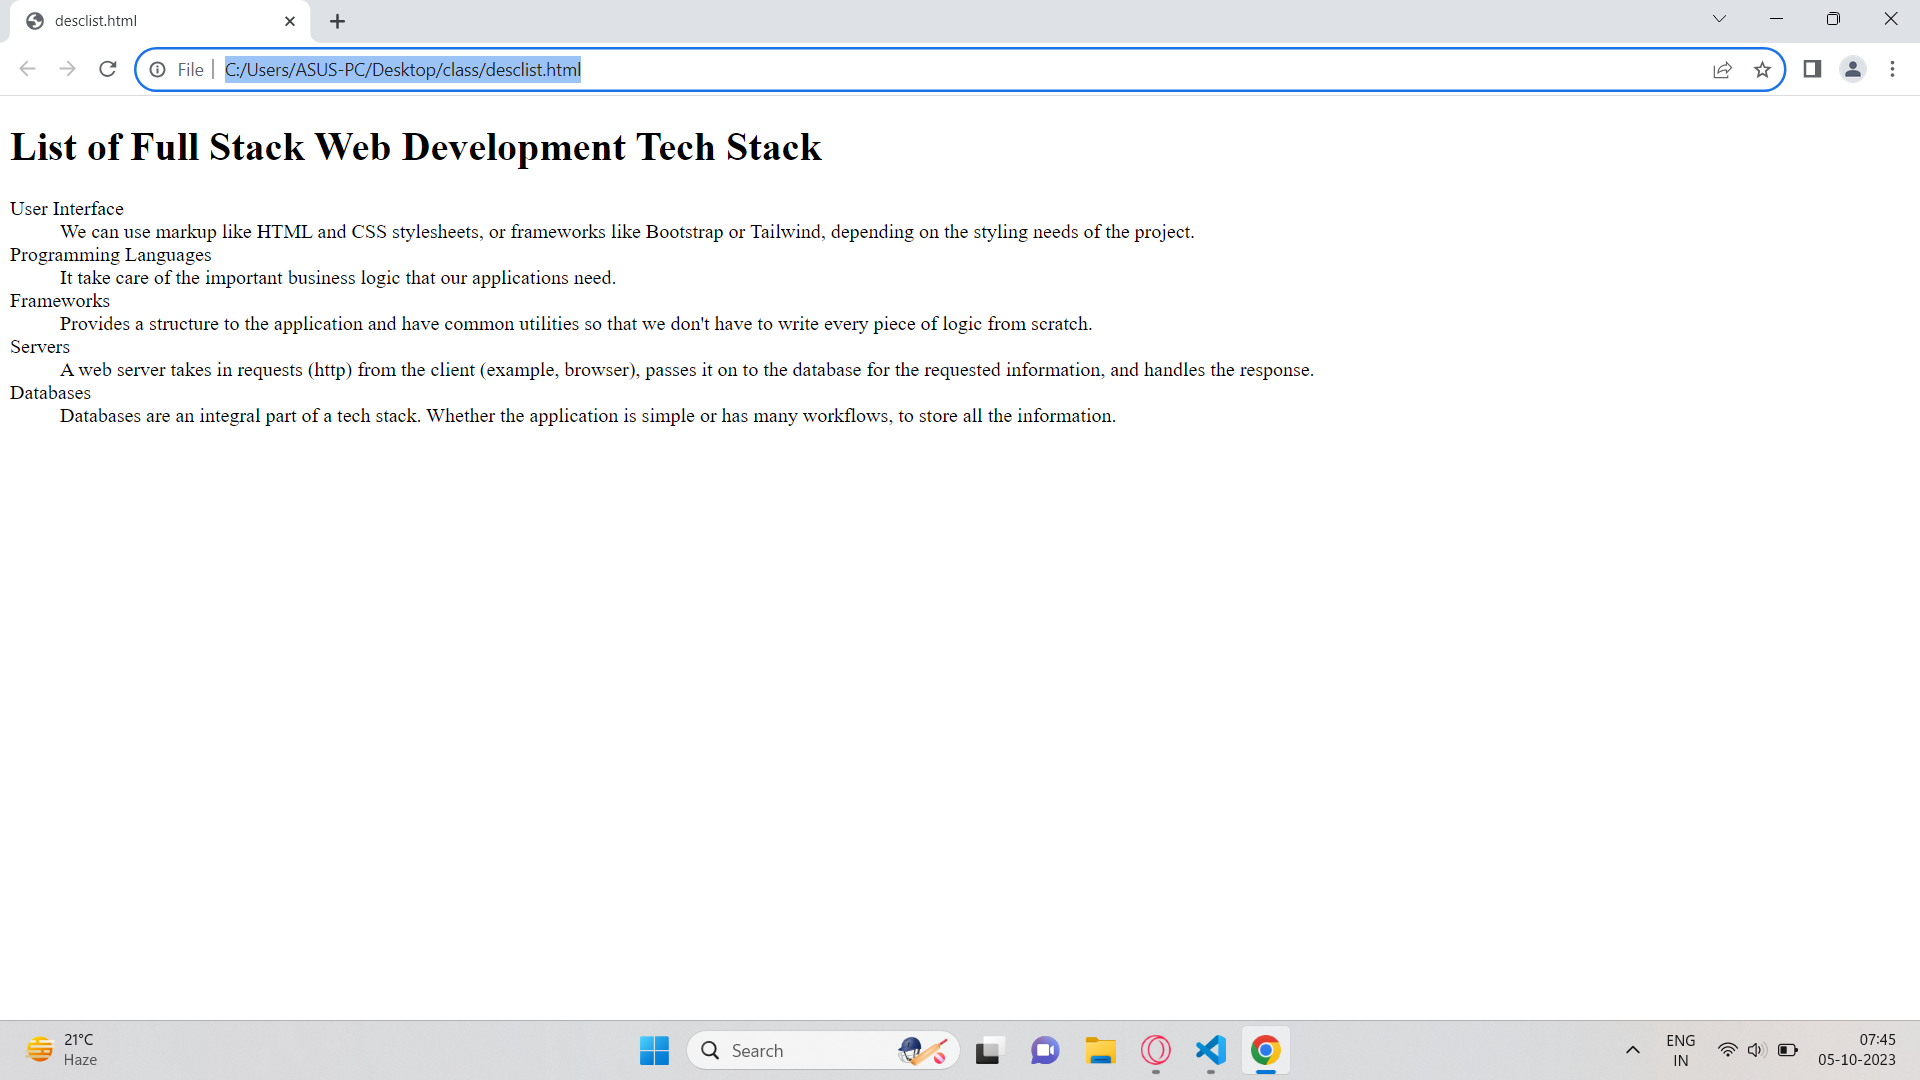 desclist.html
File C:/Users/ASUS-PC/Desktop/class/desclist.html
List of Full Stack Web Development Tech Stack
User Interface
We can use markup like HTML and CSS stylesheets, or frameworks like Bootstrap or Tailwind, depending on the styling needs of the project.
Programming Languages
It take care of the important business logic that our applications need.
Frameworks
Provides a structure to the application and have common utilities so that we don't have to write every piece of logic from scratch.
Servers
A web server takes in requests (http) from the client (example, browser), passes it on to the database for the requested information, and handles the response.
Databases
Databases are an integral part of a tech stack. Whether the application is simple or has many workflows, to store all the information.
21°C
Haze
Search
ENG
IN
07:45
05-10-2023